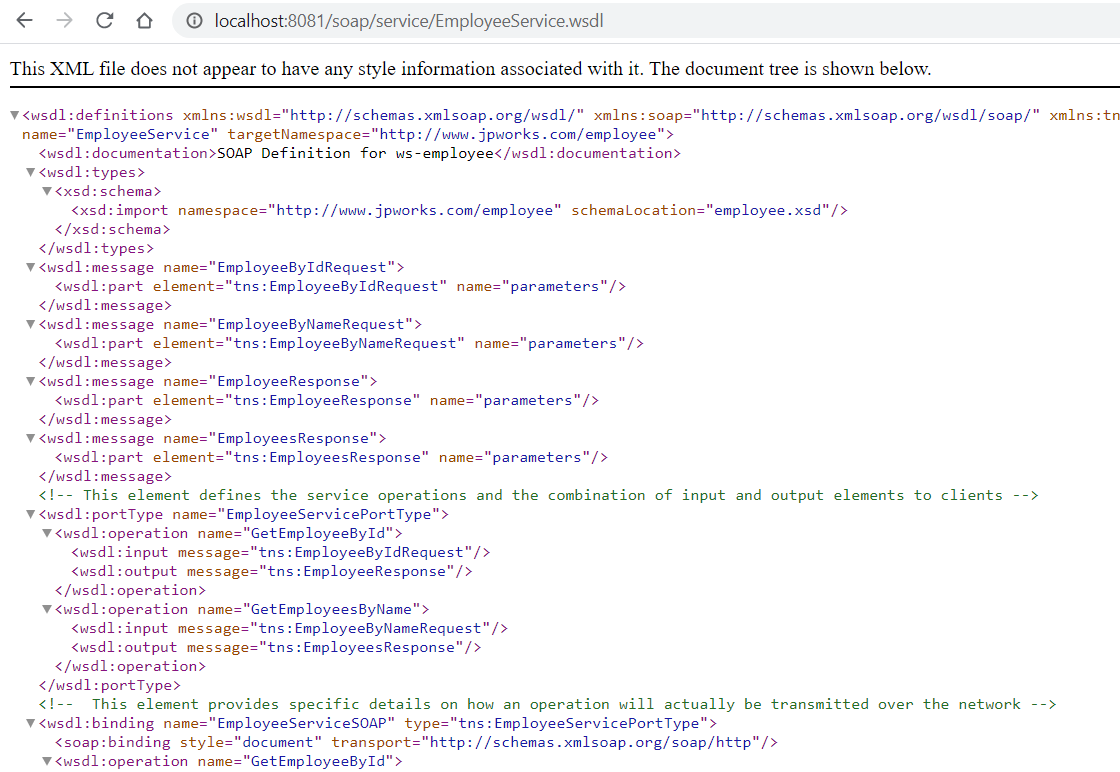 localhost:8081/soap/service/EmployeeService.wsdl
This XML file does not appear to have any style information associated with it. The document tree is shown below.
<wsdl:definitions xmlns:wsdl="http://schemas.xmlsoap.org/wsdl/" xmlns:soap="http://schemas.xmlsoap.org/wsdl/soap/" xmlns:tn
name="EmployeeService" targetNamespace="http://www.jpworks.com/employee">
<wsdl:documentation>SOAP Definition for ws-employee</wsdl:documentation>
<wsdl:types>
<xsd:schema>
<xsd:import namespace="http://www.jpworks.com/employee" schemaLocation="employee.xsd"/>
</xsd:schema>
</wsdl:types>
<wsdl:message name="EmployeeByIdRequest">
<wsdl:part element="tns:EmployeeByIdRequest" name="parameters"/>
</wsdl:message>
<wsdl:message name="EmployeeByNameRequest">
<wsdl:part element="tns:EmployeeByNameRequest" name="parameters"/>
</wsdl:message>
<wsdl:message name="EmployeeResponse">
<wsdl:part element="tns:EmployeeResponse" name="parameters"/>
</wsdl:message>
<wsdl:message name="EmployeesResponse">
<wsdl:part element="tns:EmployeesResponse" name="parameters"/>
</wsdl:message>
<!-- This element defines the service operations and the combination of input and output elements to clients -->
<wsdl:portType name="EmployeeServicePortType">
<wsdl:operation name="GetEmployeeById">
<wsdl:input message="tns:EmployeeByIdRequest"/>
<wsdl:output message="tns:EmployeeResponse"/>
</wsdl:operation>
<wsdl:operation name="GetEmployeesByName">
<wsdl:input message="tns:EmployeeByNameRequest"/>
<wsdl:output message="tns:EmployeesResponse"/>
</wsdl:operation>
</wsdl:portType>
<!-- This element provides specific details on how an operation will actually be transmitted over the network -->
<wsdl:binding name="EmployeeServiceSOAP" type="tns:EmployeeServicePortType">
<soap:binding style="document" transport="http://schemas.xmlsoap.org/soap/http"/>
<wsdl:operation name="GetEmployeeById">